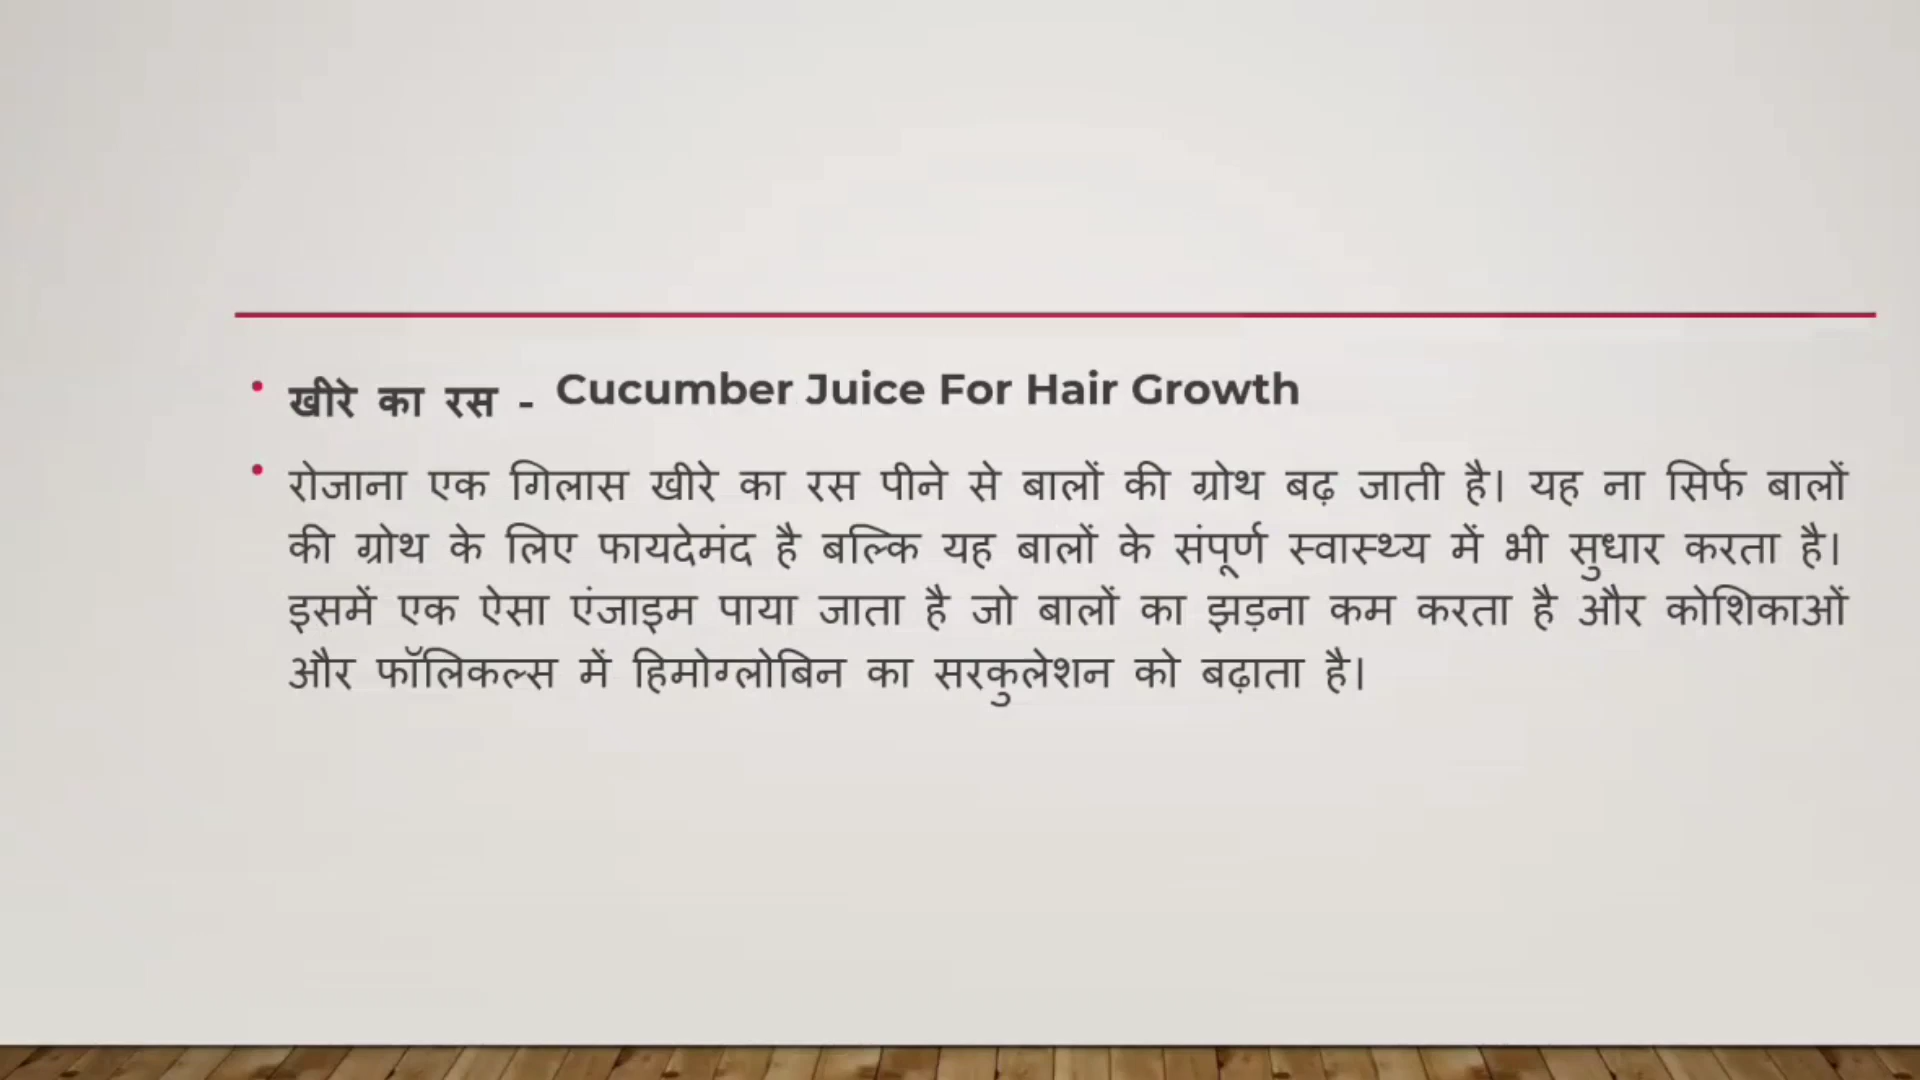 खीरे का रस - Cucumber Juice For Hair Growth
रोजाना एक गिलास खीरे का रस पीने से बालों की ग्रोथ बढ़ जाती है। यह ना सिर्फ बालों
की ग्रोथ के लिए फायदेमंद है बल्कि यह बालों के संपूर्ण स्वास्थ्य में भी सुधार करता है।
इसमें एक ऐसा एंजाइम पाया जाता है जो बालों का झड़ना कम करता है और कोशिकाओं
और फॉलिकल्स में हिमोग्लोबिन का सरकुलेशन को बढ़ाता है।